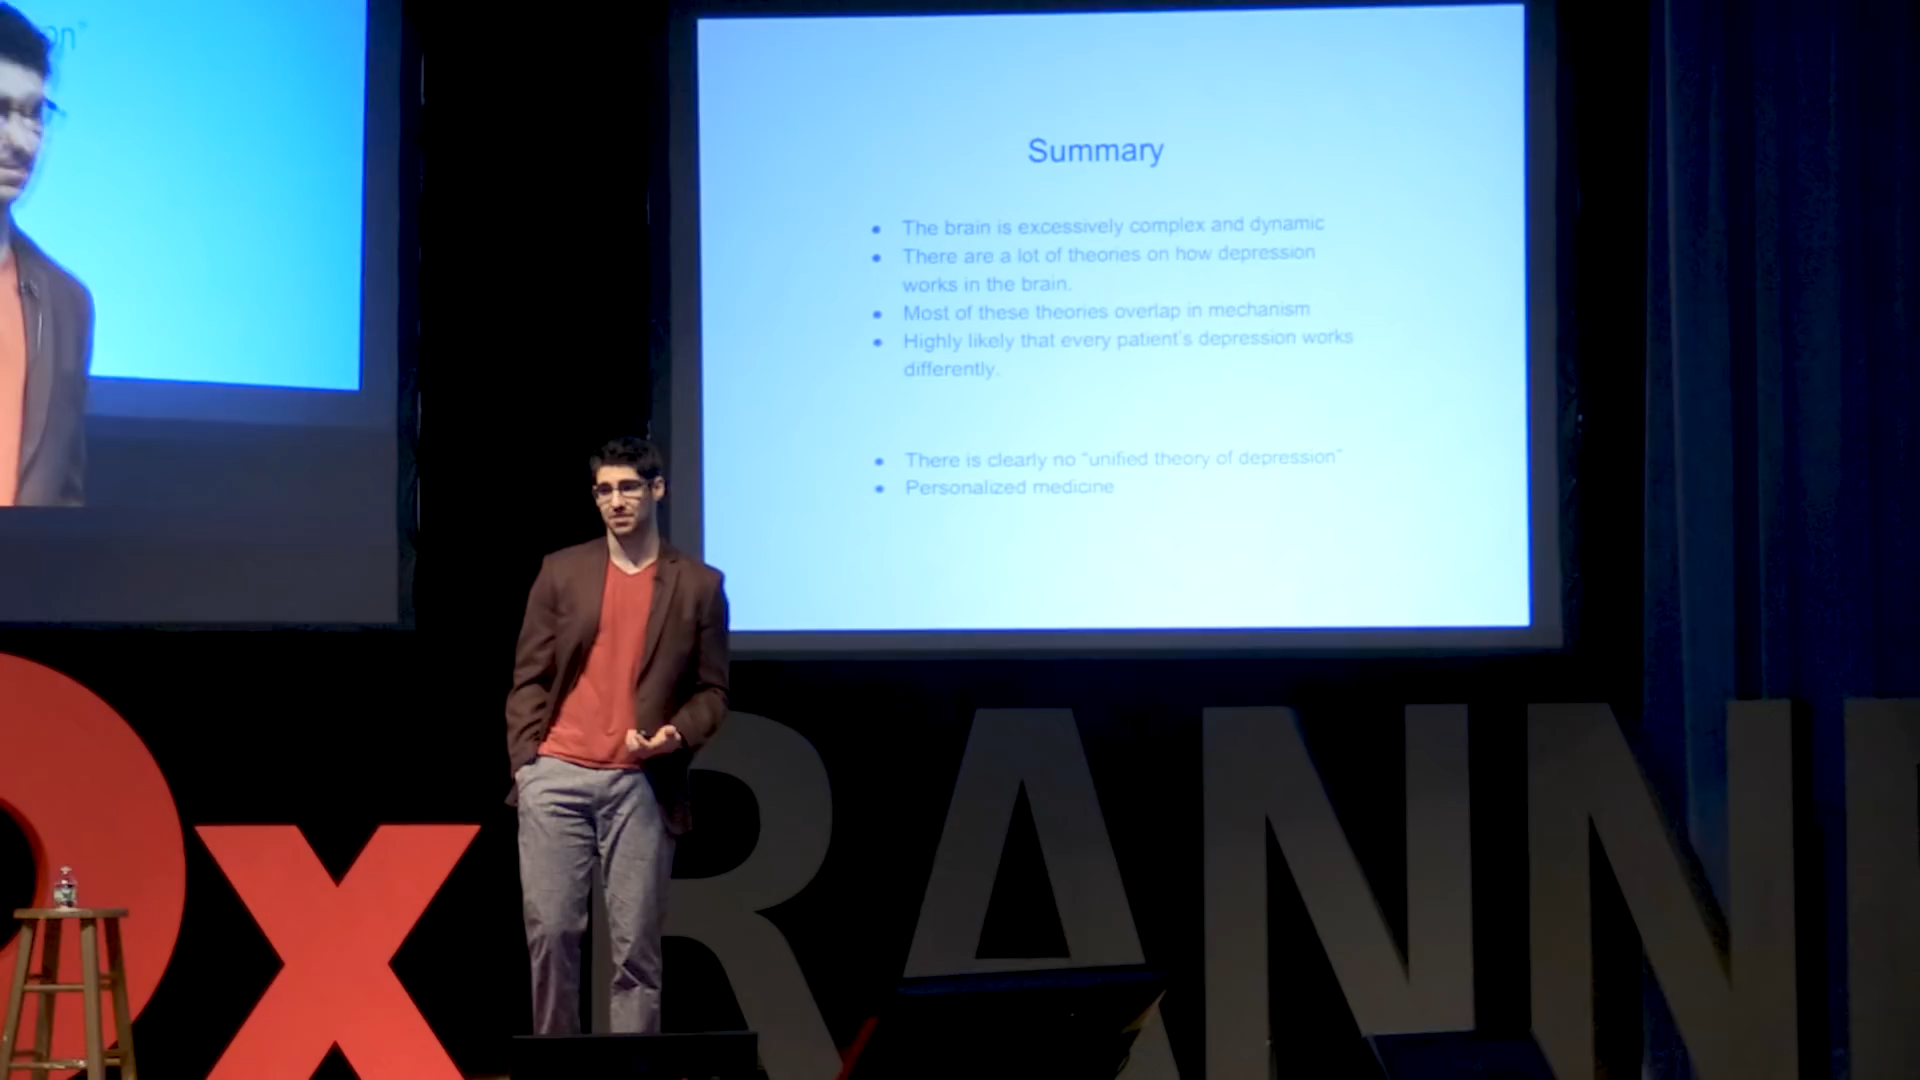 on"
Summary
• The brain is excessively complex and dynamic
• There are a lot of theories on how depression
works in the brain.
• Most of these theories overlap in mechanism
• Highly likely that every patient's depression works
differently.
• There is clearly no “unified theory of depression”
• Personalized medicine
Dx RANN